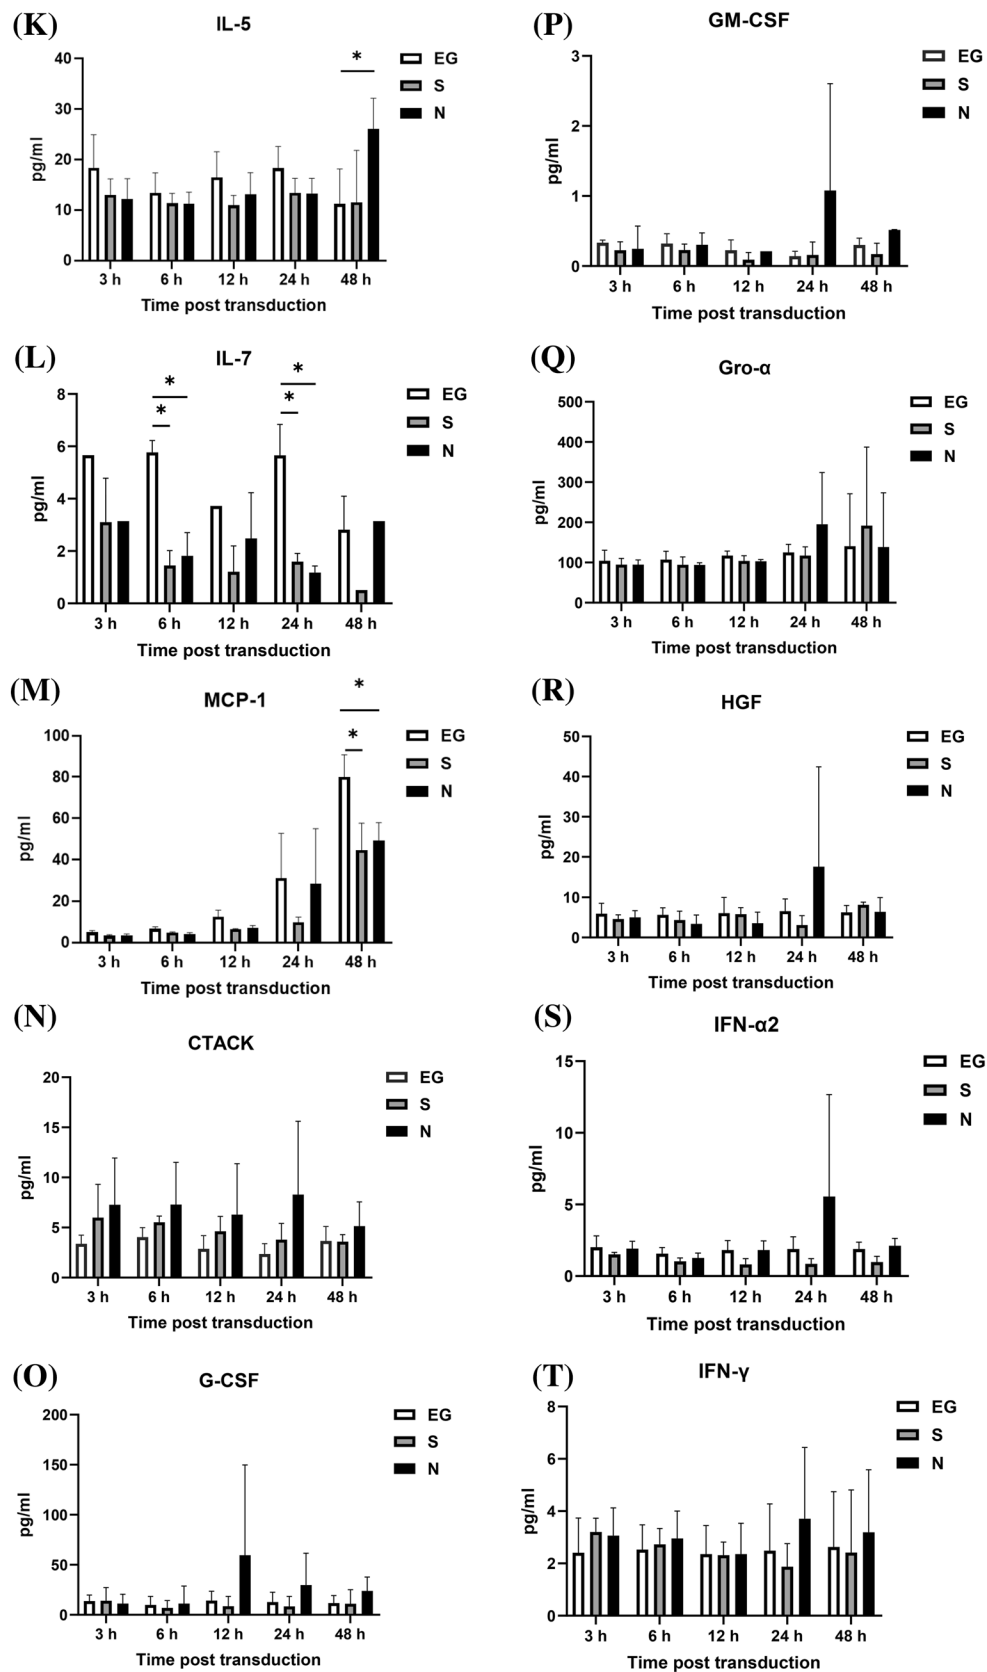 (K)
IL-5
pg/ml
40
30
20
10
0
3 h 6 h 12 h 24 h 48 h
Time post transduction
*
EG
S
N
(P)
GM-CSF
pg/ml
3
2
1
0
3 h 6 h 12 h 24 h 48 h
Time post transduction
EG
S
N
(L)
IL-7
pg/ml
8
6
4
2
0
3 h 6 h 12 h 24 h 48 h
Time post transduction
* *
* *
EG
S
N
(Q)
Gro-α
pg/ml
500
400
300
200
100
0
3 h 6 h 12 h 24 h 48 h
Time post transduction
EG
S
N
(M)
MCP-1
pg/ml
100
80
60
40
20
0
3 h 6 h 12 h 24 h 48 h
Time post transduction
*
*
EG
S
N
(R)
HGF
pg/ml
50
40
30
20
10
0
3 h 6 h 12 h 24 h 48 h
Time post transduction
EG
S
N
(N)
CTACK
pg/ml
20
15
10
5
0
3 h 6 h 12 h 24 h 48 h
Time post transduction
EG
S
N
(S)
IFN-α2
pg/ml
15
10
5
0
3 h 6 h 12 h 24 h 48 h
Time post transduction
EG
S
N
(O)
G-CSF
pg/ml
200
150
100
50
0
3 h 6 h 12 h 24 h 48 h
Time post transduction
EG
S
N
(T)
IFN-γ
pg/ml
8
6
4
2
0
3 h 6 h 12 h 24 h 48 h
Time post transduction
EG
S
N